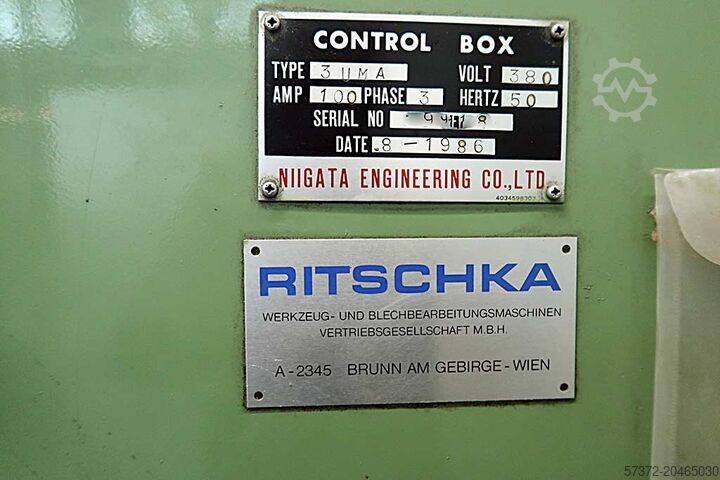 CONTROL BOX
TYPE 3UMA VOLT 380
AMP 100 PHASE 3 HERTZ 50
SERIAL NO
DATE 8-1986
NIIGATA ENGINEERING CO.,LTD.
RITSCHKA
WERKZEUG- UND BLECHBEARBEITUNGSMASCHINEN
VERTRIEBSGESELLSCHAFT M.B.H.
A-2345 BRUNN AM GEBIRGE-WIEN
57372-20465030